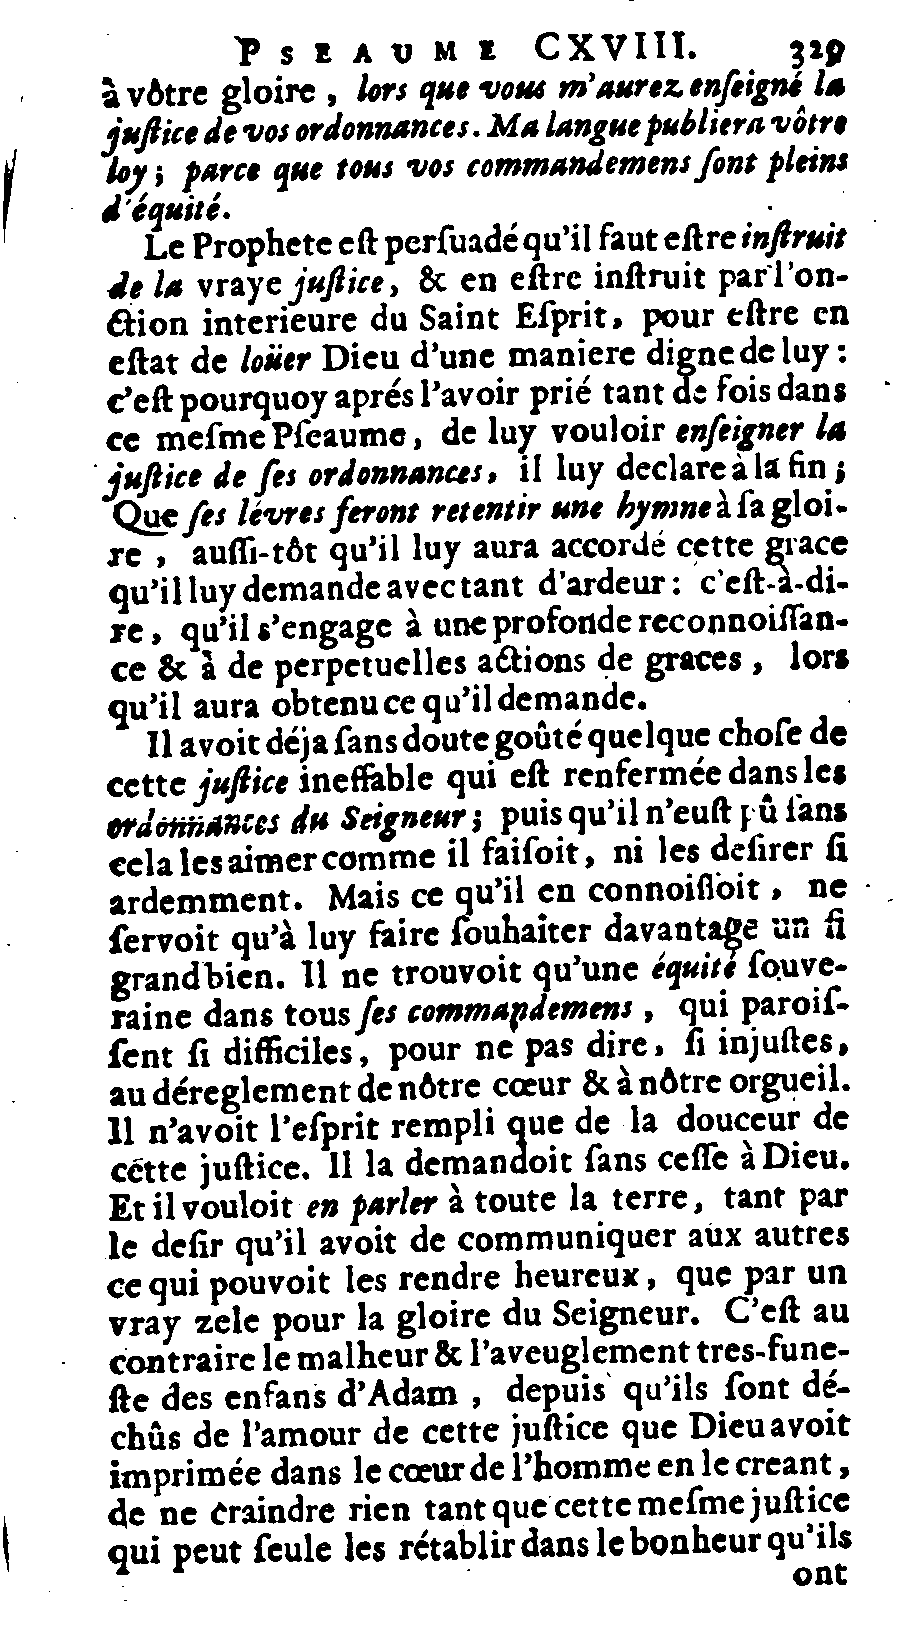 PSEAUME CXVIII. 329
à vôtre gloire, lors que vous m'aurez enſeigné la
juſtice de vos ordonnances. Ma langue publiera vôtre
loy; parce que tous vos commandemens ſont pleins
d'équité.
Le Prophete eſt perſuadé qu'il faut eſtre inſtruit
de la vraye juſtice, & en eſtre inſtruit par l'on-
ction interieure du Saint Eſprit, pour eſtre en
eſtat de loüer Dieu d'une maniere digne de luy:
c'eſt pourquoy aprés l'avoir prié tant de fois dans
ce meſme Pſeaume, de luy vouloir enſeigner la
juſtice de ſes ordonnances, il luy declare à la fin;
Que ſes lévres feront retentir une hymne à ſa gloi-
re, auſſi-tôt qu'il luy aura accordé cette grace
qu'il luy demande avec tant d'ardeur: c'eſt-à-di-
re, qu'il s'engage à une profonde reconnoiſſan-
ce & à de perpetuelles actions de graces, lors
qu'il aura obtenu ce qu'il demande.
Il avoit déja ſans doute goûté quelque choſe de
cette juſtice ineffable qui eſt renfermée dans les
ordonnances du Seigneur; puis qu'il n'euſt pû ſans
cela les aimer comme il faiſoit, ni les deſirer ſi
ardemment. Mais ce qu'il en connoiſſoit, ne
ſervoit qu'à luy faire ſouhaiter davantage un ſi
grand bien. Il ne trouvoit qu'une équité ſouve-
raine dans tous ſes commandemens, qui paroiſ-
ſent ſi difficiles, pour ne pas dire, ſi injuſtes,
au déreglement de nôtre cœur & à nôtre orgueil.
Il n'avoit l'eſprit rempli que de la douceur de
cette juſtice. Il la demandoit ſans ceſſe à Dieu.
Et il vouloit en parler à toute la terre, tant par
le deſir qu'il avoit de communiquer aux autres
ce qui pouvoit les rendre heureux, que par un
vray zele pour la gloire du Seigneur. C'eſt au
contraire le malheur & l'aveuglement tres-fune-
ſte des enfans d'Adam, depuis qu'ils ſont dé-
chûs de l'amour de cette juſtice que Dieu avoit
imprimée dans le cœur de l'homme en le creant,
de ne craindre rien tant que cette meſme juſtice
qui peut ſeule les rétablir dans le bonheur qu'ils
ont